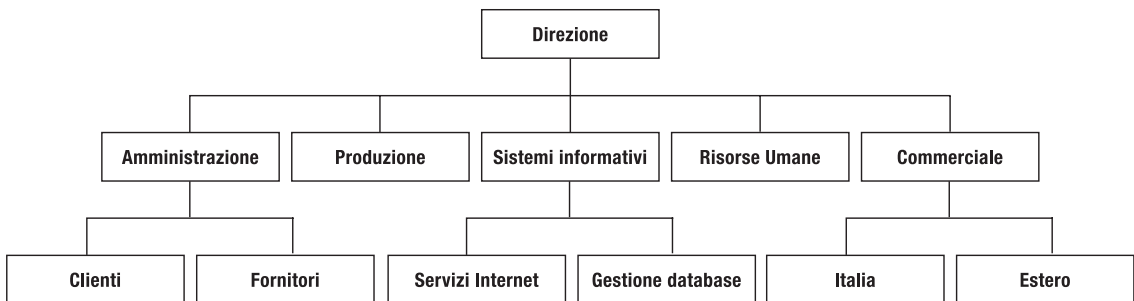 Direzione
Amministrazione
Produzione
Sistemi informativi
Risorse Umane
Commerciale
Clienti
Fornitori
Servizi Internet
Gestione database
Italia
Estero